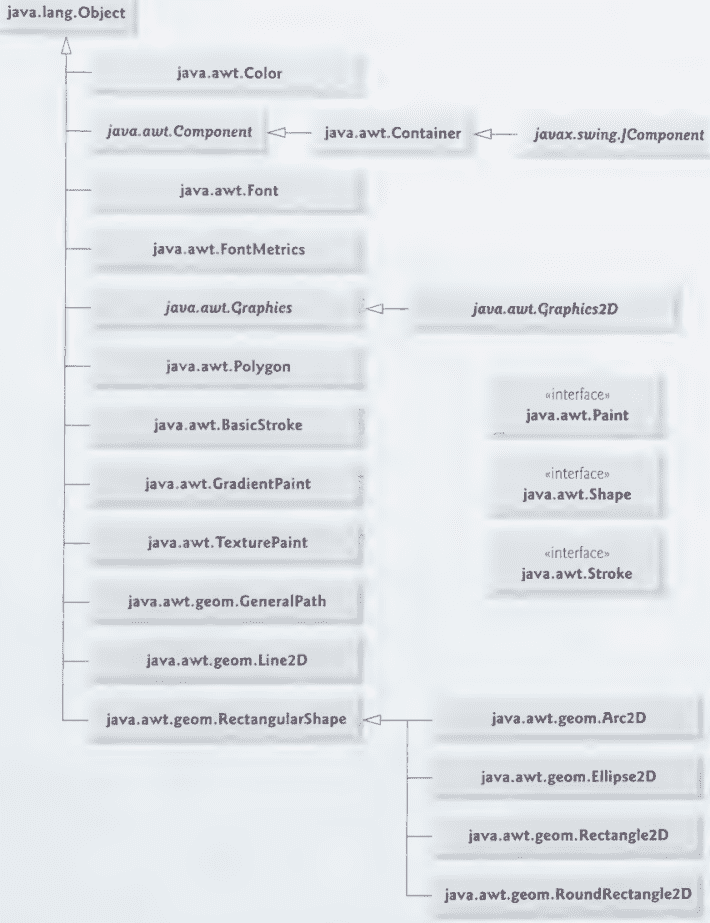 java.lang.Object
java.awt.Color
java.awt.Component
java.awt.Container
javax.swing.JComponent
java.awt.Font
java.awt.FontMetrics
java.awt.Graphies
java.awt.Graphics2D
java.awt.Polygon
«interface»
java.awt.Paint
java.awt.BasicStroke
«interface»
java.awt.Shape
java.awt.GradientPaint
java.awt.TexturePaint
«interface»
java.awt.Stroke
java.awt.geom.GeneralPath
java.awt.geom.Line2D
java.awt.geom.RectangularShape
java.awt.geom.Arc2D
java.awt.geom.Ellipse2D
java.awt.geom.Rectangle2D
java.awt.geom.RoundRectangle2D